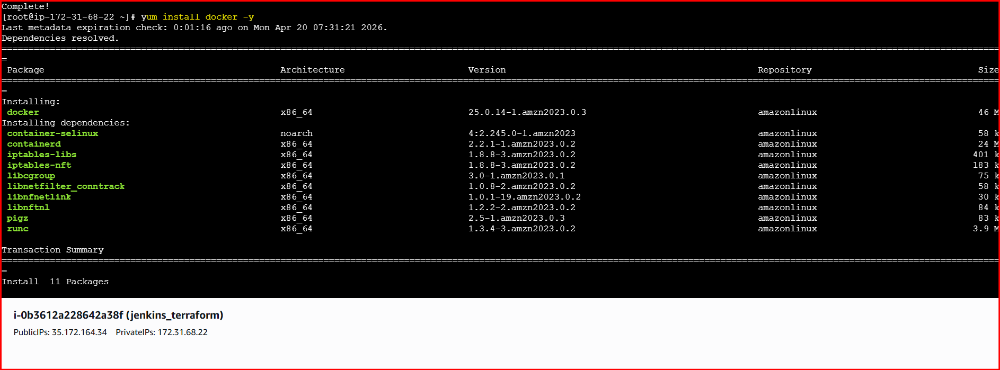 Complete!
[root@ip-172-31-68-22 ~]# yum install docker -y
Last metadata expiration check: 0:01:16 ago on Mon Apr 20 07:31:21 2026.
Dependencies resolved.
================================================================================
=
Package Architecture Version Repository Size
================================================================================
=
Installing:
docker x86_64 25.0.14-1.amzn2023.0.3 amazonlinux 46 M
Installing dependencies:
container-selinux noarch 4:2.245.0-1.amzn2023 amazonlinux 58 k
containerd x86_64 2.2.1-1.amzn2023.0.2 amazonlinux 24 M
iptables-libs x86_64 1.8.8-3.amzn2023.0.2 amazonlinux 401 k
iptables-nft x86_64 1.8.8-3.amzn2023.0.2 amazonlinux 183 k
libcgroup x86_64 3.0-1.amzn2023.0.1 amazonlinux 75 k
libnetfilter_conntrack x86_64 1.0.8-2.amzn2023.0.2 amazonlinux 58 k
libnfnetlink x86_64 1.0.1-19.amzn2023.0.2 amazonlinux 30 k
libnftnl x86_64 1.2.2-2.amzn2023.0.2 amazonlinux 84 k
pigz x86_64 2.5-1.amzn2023.0.3 amazonlinux 83 k
runc x86_64 1.3.4-3.amzn2023.0.2 amazonlinux 3.9 M
Transaction Summary
================================================================================
=
Install 11 Packages
i-0b3612a228642a38f (jenkins_terraform)
PublicIPs: 35.172.164.34 PrivateIPs: 172.31.68.22